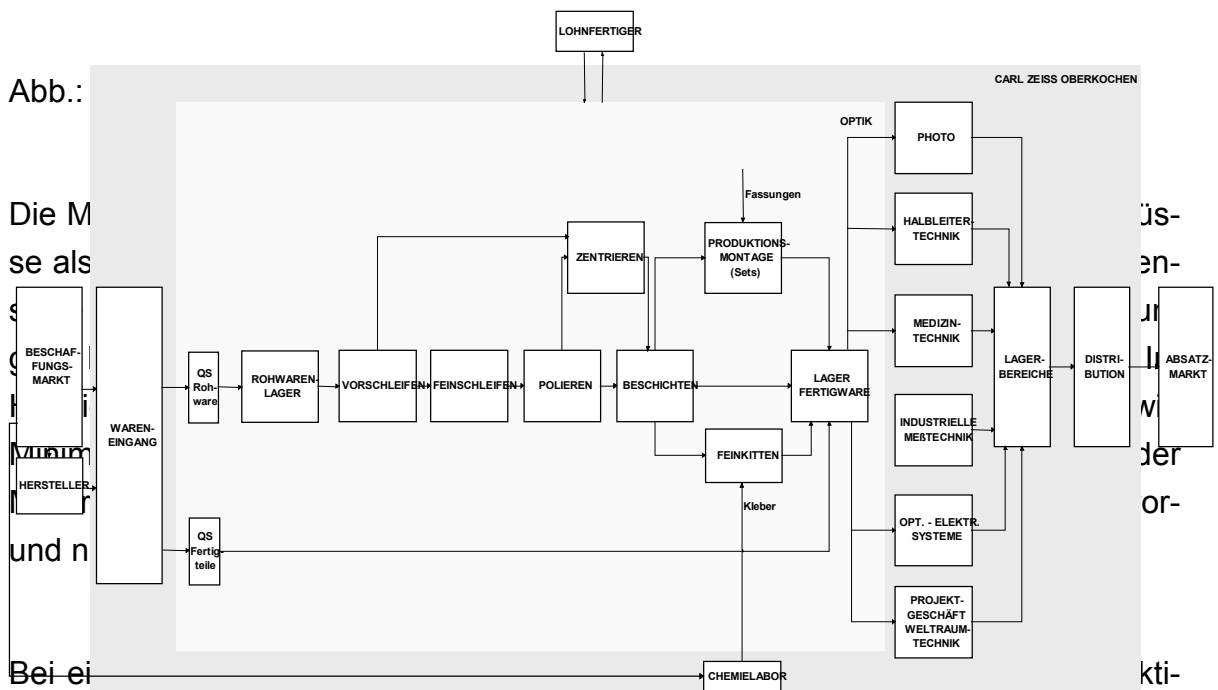 LOHNFERTIGER
CARL ZEISS OBERKOCHEN
Abb.:
OPTIK
PHOTO
Fassungen
Die M
üs-
HALBLEITER-
TECHNIK
ZENTRIEREN
PRODUKTIONS-
MONTAGE
(Sets)
se als
en-
BESCHAF-
FUNGS-
MARKT
WAREN-
EINGANG
QS
Roh-
ware
ROHWAREN-
LAGER
VORSCHLEIFEN
FEINSCHLEIFEN
POLIEREN
BESCHICHTEN
LAGER
FERTIGWARE
MEDIZIN-
TECHNIK
LAGER-
BEREICHE
DISTRI-
BUTION
ABSATZ-
MARKT
INDUSTRIELLE
MEßTECHNIK
Minim
der
HERSTELLER
FEINKITTEN
Kleber
or-
und n
QS
Fertig-
teile
OPT. - ELEKTR.
SYSTEME
PROJEKT-
GESCHÄFT
WELTRAUM-
TECHNIK
Bei ei
CHEMIELABOR
kti-